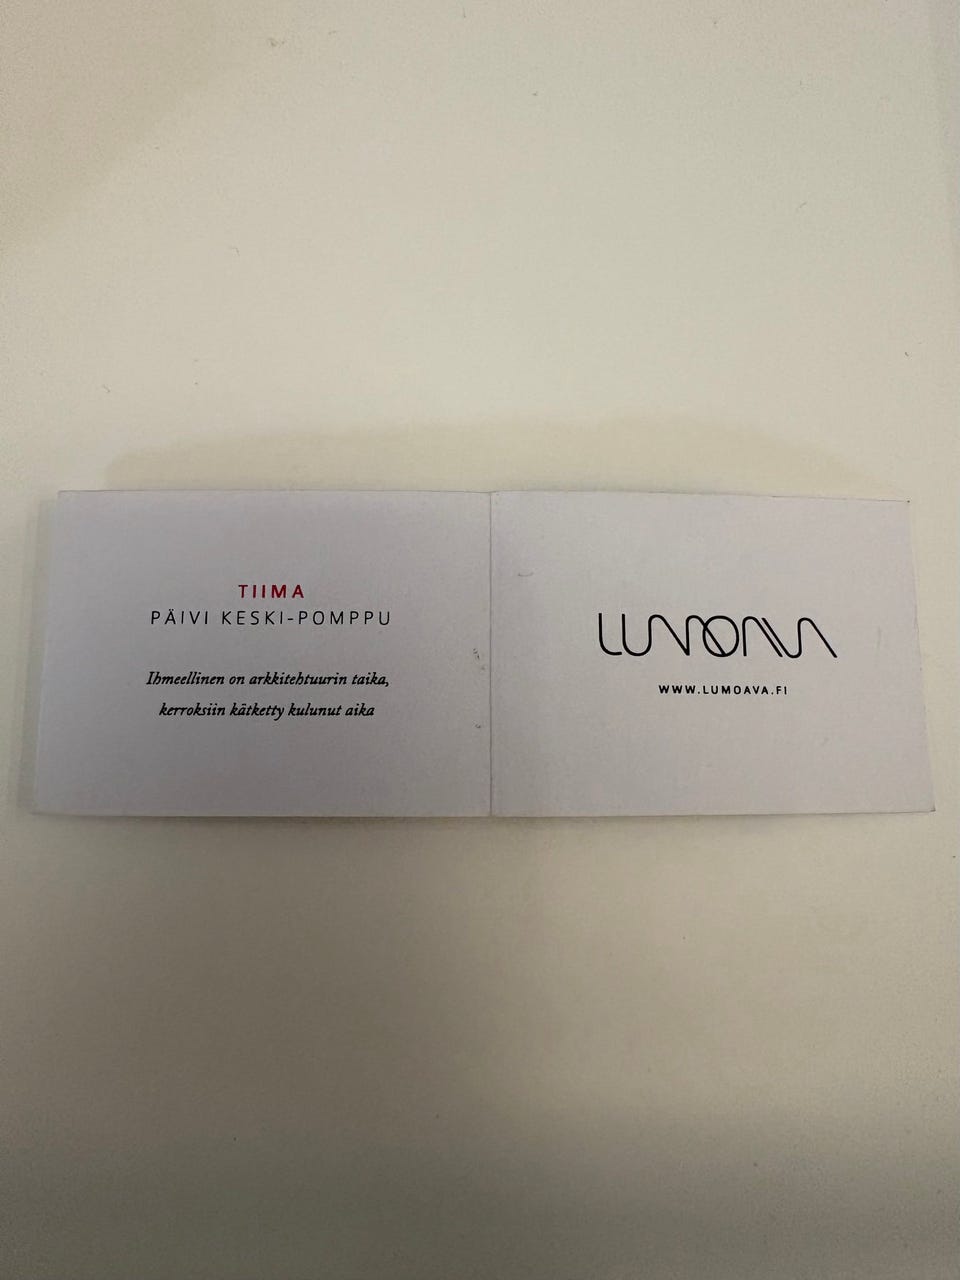 TIIMA
PÄIVI KESKI-POMPPU
Ihmeellinen on arkkitehtuurin taika,
kerroksiin kätketty kulunut aika
LUMOAVA
WWW.LUMOAVA.FI